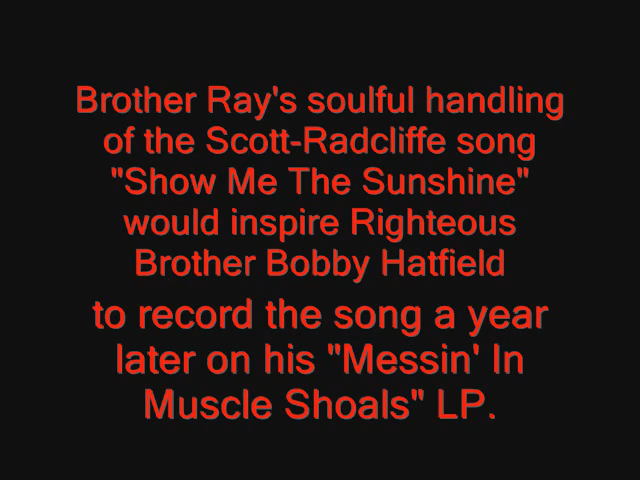 Brother Ray's soulful handling
of the Scott-Radcliffe song
"Show Me The Sunshine"
would inspire Righteous
Brother Bobby Hatfield
to record the song a year
later on his "Messin' In
Muscle Shoals" LP.